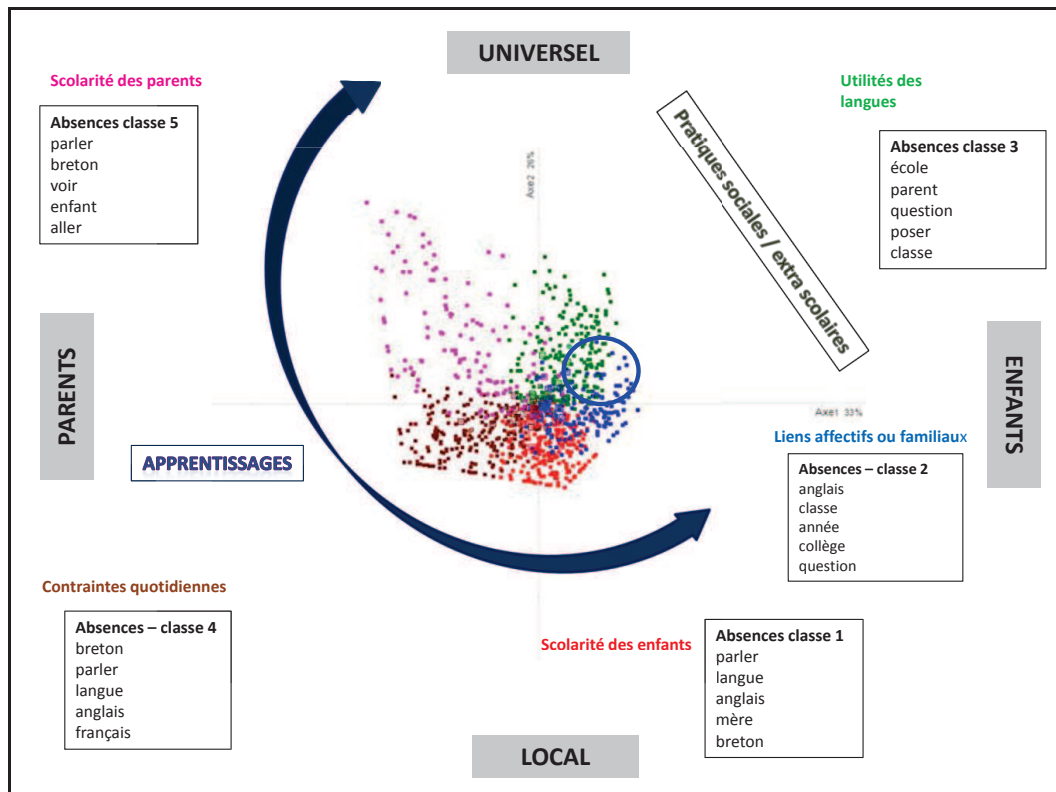 UNIVERSEL
Scolarité des parents
Absences classe 5
parler
breton
voir
enfant
aller
Utilités des
langues
Absences classe 3
école
parent
question
poser
classe
Pratiques sociales / extra scolaires
Axe2 26%
PARENTS
ENFANTS
Axe1 33%
APPRENTISSAGES
Liens affectifs ou familiaux
Absences – classe 2
anglais
classe
année
collège
question
Contraintes quotidiennes
Absences – classe 4
breton
parler
langue
anglais
français
Scolarité des enfants
Absences classe 1
parler
langue
anglais
mère
breton
LOCAL